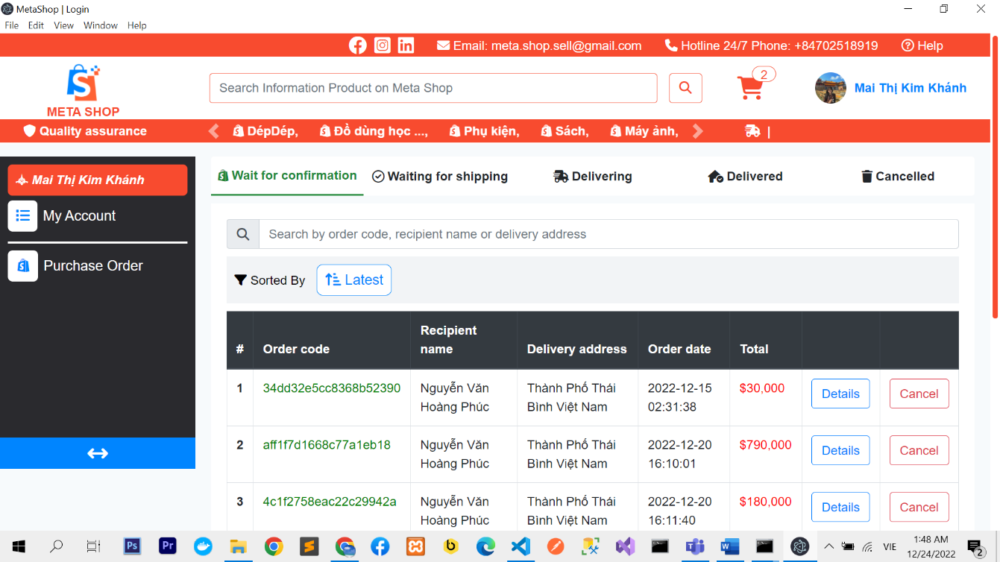 MetaShop | Login
File Edit View Window Help
Email: meta.shop.sell@gmail.com Hotline 24/7 Phone: +84702518919 Help
META SHOP
Search Information Product on Meta Shop
2
Mai Thị Kim Khánh
Quality assurance
DépDép, Đồ dùng học ..., Phụ kiện, Sách, Máy ảnh, |
Mai Thị Kim Khánh
My Account
Purchase Order
Wait for confirmation Waiting for shipping Delivering Delivered Cancelled
Search by order code, recipient name or delivery address
Sorted By Latest
# Order code Recipient name Delivery address Order date Total
1 34dd32e5cc8368b52390 Nguyễn Văn Hoàng Phúc Thành Phố Thái Bình Việt Nam 2022-12-15 02:31:38 $30,000 Details Cancel
2 aff1f7d1668c77a1eb18 Nguyễn Văn Hoàng Phúc Thành Phố Thái Bình Việt Nam 2022-12-20 16:10:01 $790,000 Details Cancel
3 4c1f2758eac22c29942a Nguyễn Văn Hoàng Phúc Thành Phố Thái Bình Việt Nam 2022-12-20 16:11:40 $180,000 Details Cancel
Ps Pr
VIE
1:48 AM
12/24/2022
2